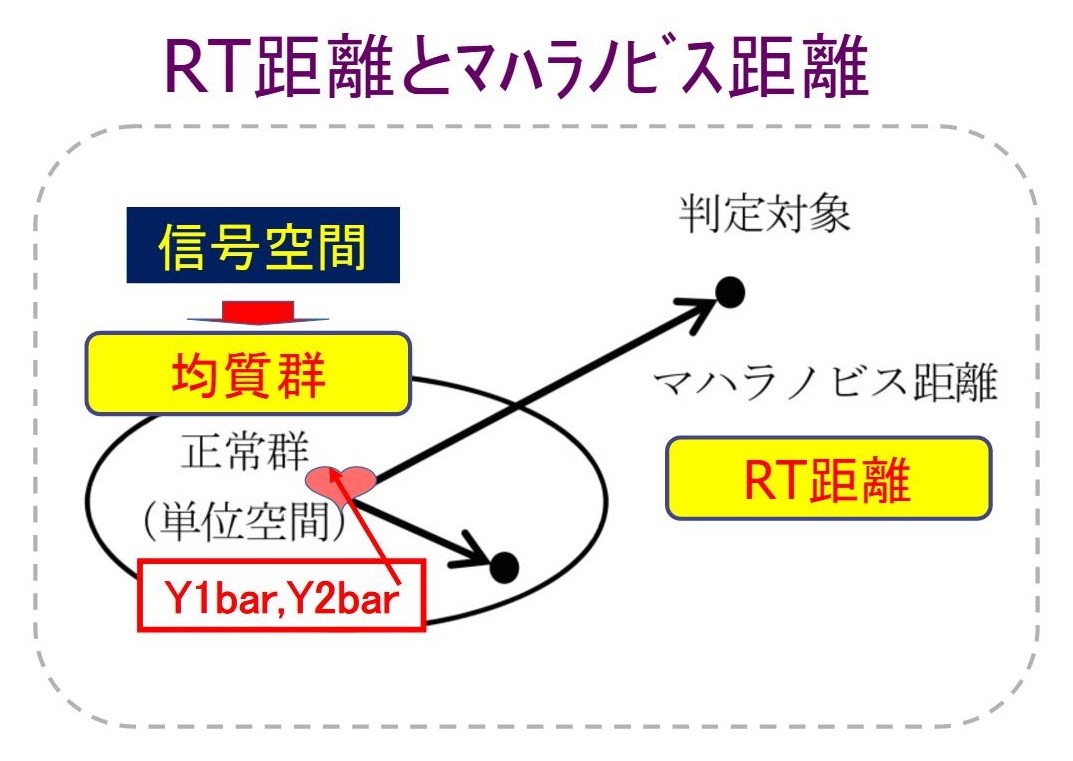 RT距離とﾏﾊﾗﾉﾋﾞｽ距離
信号空間
均質群
正常群
（単位空間）
Y1bar,Y2bar
判定対象
マハラノビス距離
RT距離